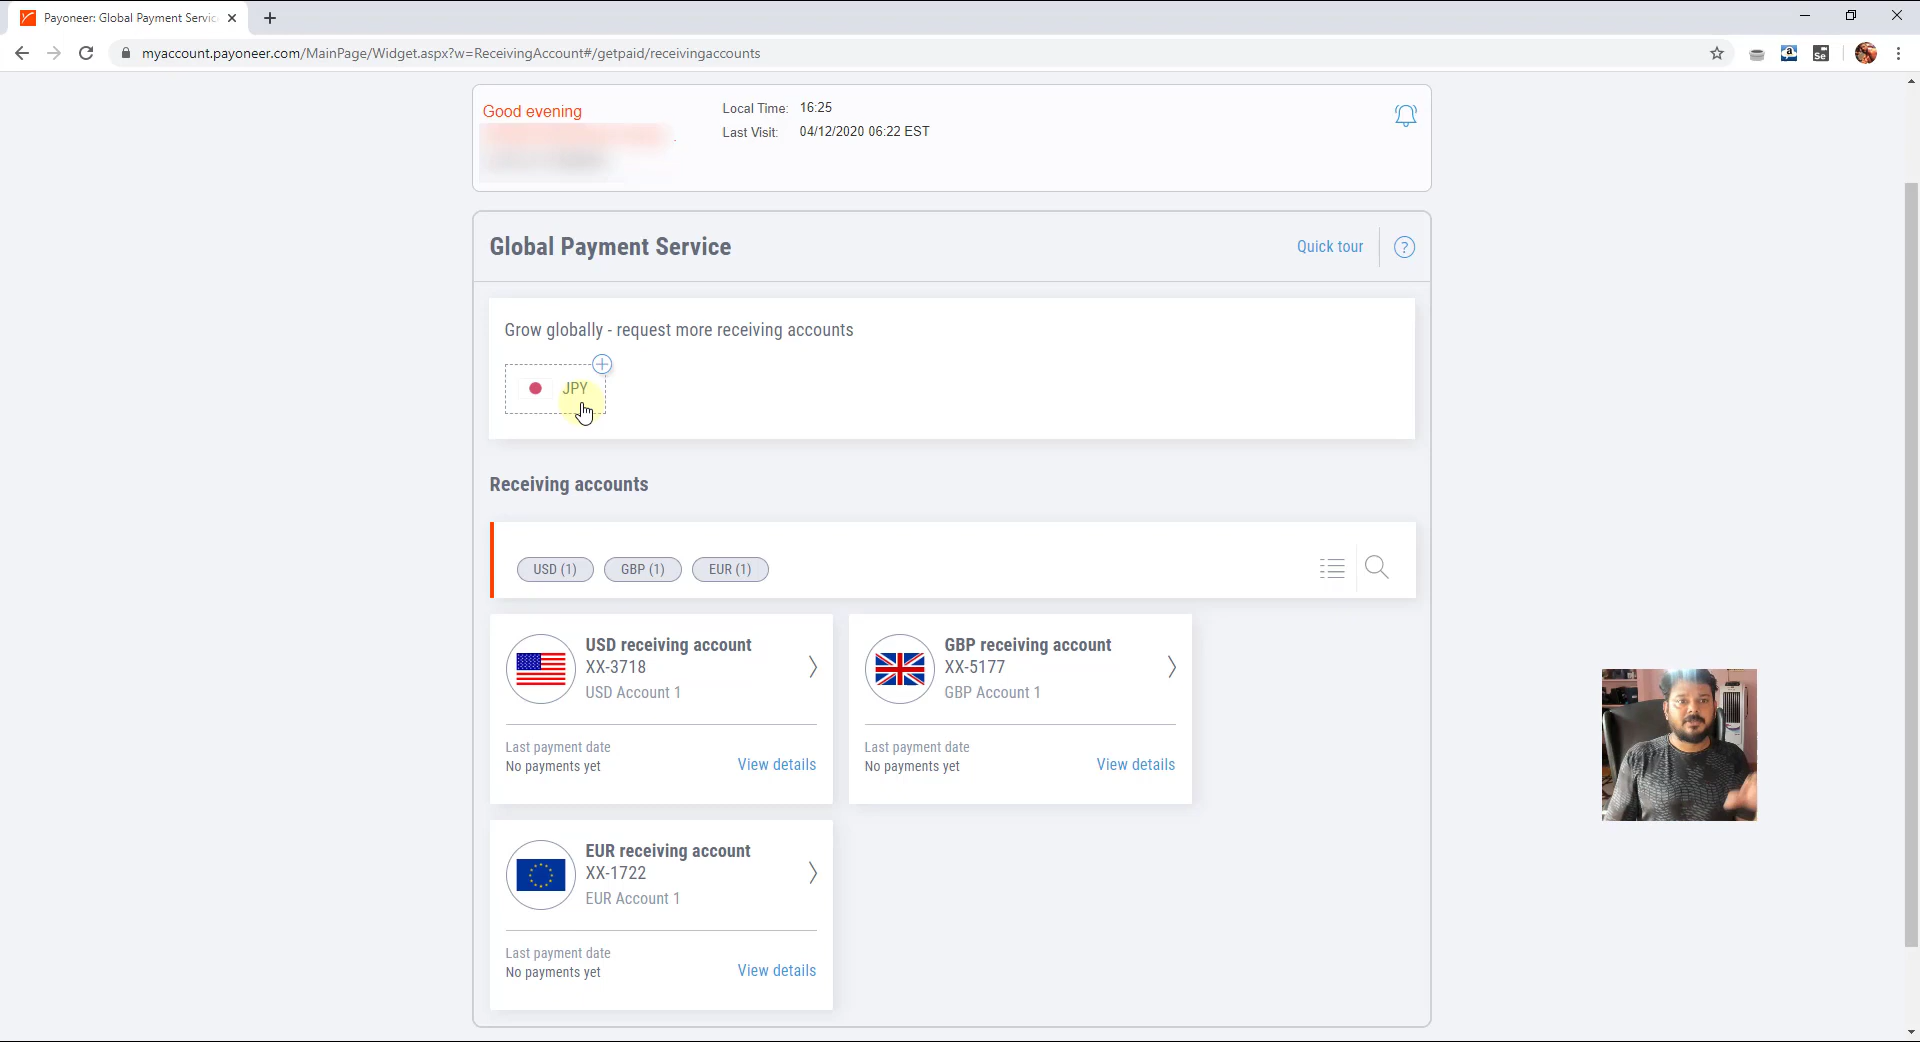 Payoneer: Global Payment Servic
myaccount.payoneer.com/MainPage/Widget.aspx?w=ReceivingAccount#/getpaid/receivingaccounts
Se
Good evening
Local Time: 16:25
Last Visit: 04/12/2020 06:22 EST
Global Payment Service
Quick tour
?
Grow globally - request more receiving accounts
JPY
Receiving accounts
USD (1)
GBP (1)
EUR (1)
USD receiving account
XX-3718
USD Account 1
Last payment date
No payments yet
View details
GBP receiving account
XX-5177
GBP Account 1
Last payment date
No payments yet
View details
EUR receiving account
XX-1722
EUR Account 1
Last payment date
No payments yet
View details